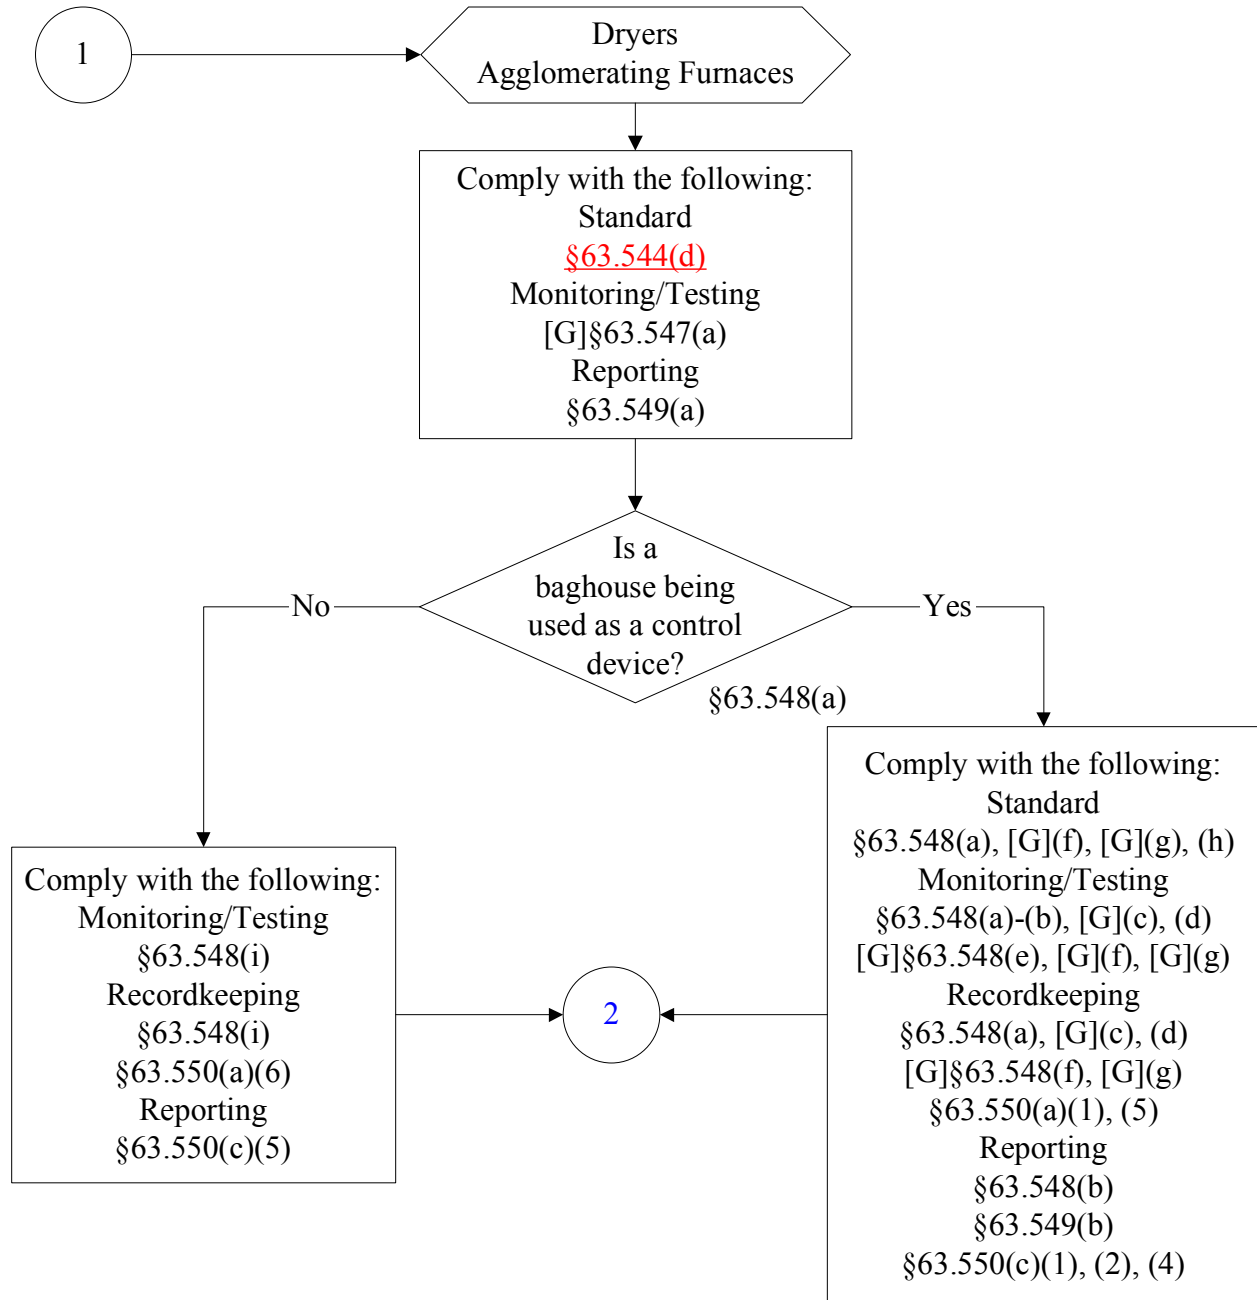 1
Dryers
Agglomerating Furnaces
Comply with the following:
Standard
§63.544(d)
Monitoring/Testing
[G]§63.547(a)
Reporting
§63.549(a)
Is a
baghouse being
used as a control
device?
§63.548(a)
No
Yes
Comply with the following:
Monitoring/Testing
§63.548(i)
Recordkeeping
§63.548(i)
§63.550(a)(6)
Reporting
§63.550(c)(5)
2
Comply with the following:
Standard
§63.548(a), [G](f), [G](g), (h)
Monitoring/Testing
§63.548(a)-(b), [G](c), (d)
[G]§63.548(e), [G](f), [G](g)
Recordkeeping
§63.548(a), [G](c), (d)
[G]§63.548(f), [G](g)
§63.550(a)(1), (5)
Reporting
§63.548(b)
§63.549(b)
§63.550(c)(1), (2), (4)